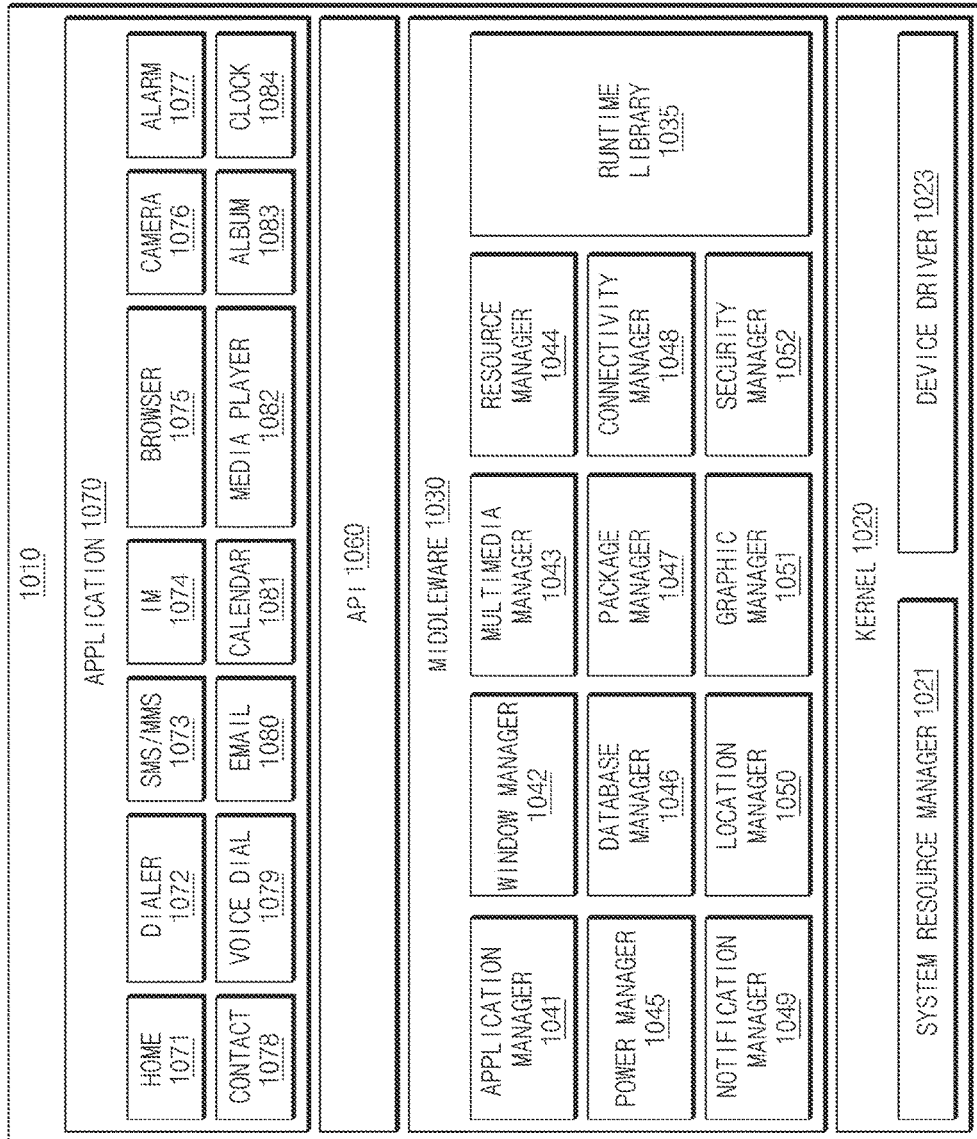 1010
APPLICATION 1070
HOME
1071
DIALER
1072
SMS/MMS
1073
IM
1074
BROWSER
1075
CAMERA
1076
ALARM
1077
CONTACT
1078
VOICE DIAL
1079
EMAIL
1080
CALENDAR
1081
MEDIA PLAYER
1082
ALBUM
1083
CLOCK
1084
API 1060
MIDDLEWARE 1030
APPLICATION
MANAGER
1041
WINDOW MANAGER
1042
MULTIMEDIA
MANAGER
1043
RESOURCE
MANAGER
1044
POWER MANAGER
1045
DATABASE
MANAGER
1046
PACKAGE
MANAGER
1047
CONNECTIVITY
MANAGER
1048
NOTIFICATION
MANAGER
1049
LOCATION
MANAGER
1050
GRAPHIC
MANAGER
1051
SECURITY
MANAGER
1052
RUNTIME
LIBRARY
1035
KERNEL 1020
SYSTEM RESOURCE MANAGER 1021
DEVICE DRIVER 1023